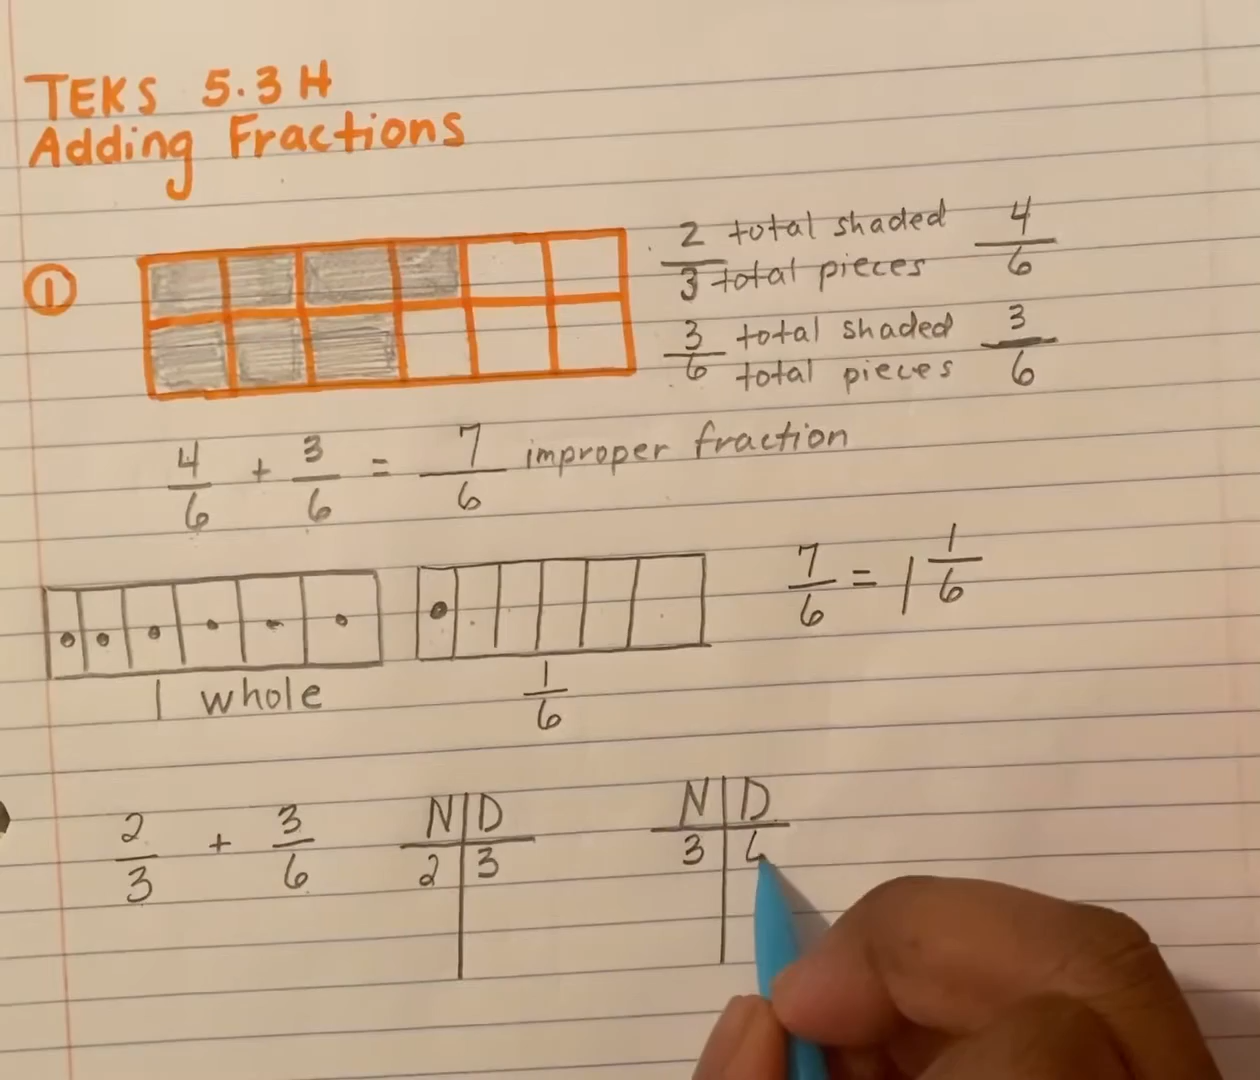 TEKS 5.3H
Adding Fractions
①
2/3 total shaded total pieces 4/6
3/6 total shaded total pieces 3/6
4/6 + 3/6 = 7/6 improper fraction
7/6 = 1 1/6
1 whole
1/6
2/3 + 3/6
N | D
2 | 3
N | D
3 | 6